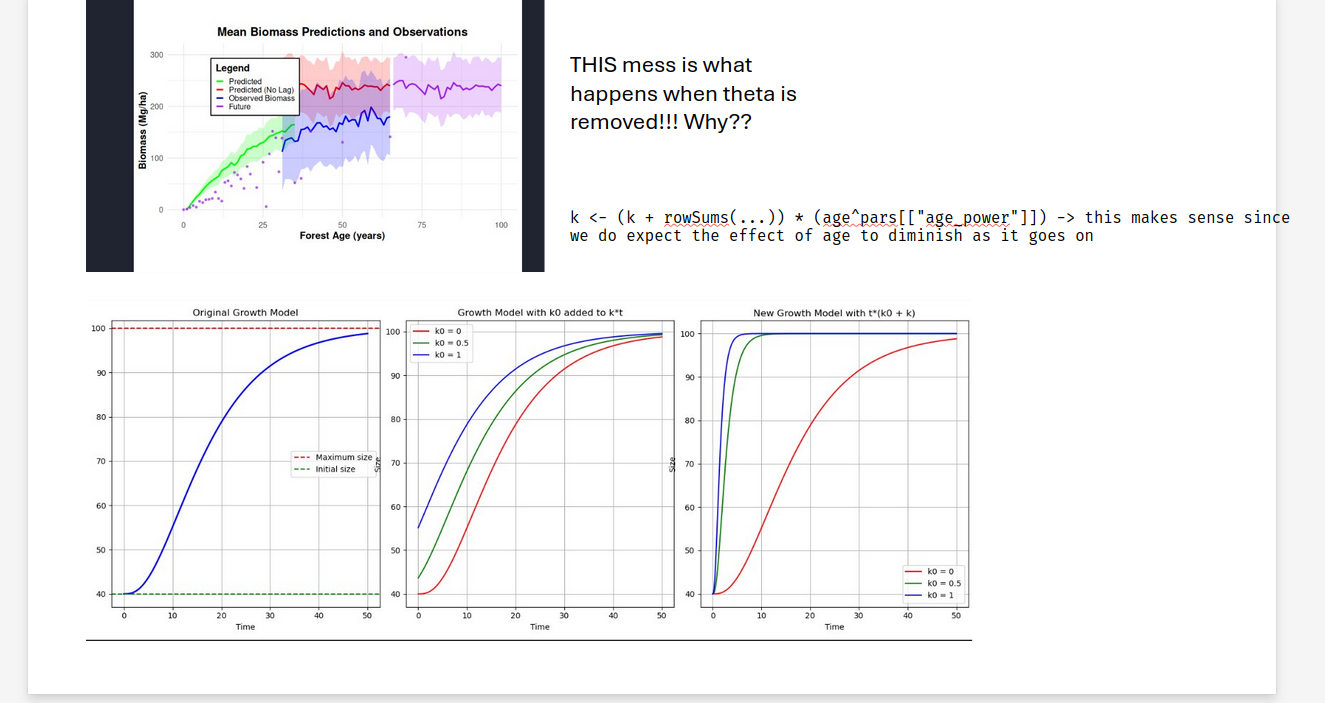 Mean Biomass Predictions and Observations
300
200
100
0
Biomass (Mg/ha)
Legend
Predicted
Predicted (No Lag)
Observed Biomass
Future
0 25 50 75 100
Forest Age (years)
THIS mess is what
happens when theta is
removed!!! Why??
k <- (k + rowSums(...)) * (age^pars[["age_power"]]) -> this makes sense since
we do expect the effect of age to diminish as it goes on
Original Growth Model
100
90
80
70
60
50
40
Maximum size
Initial size
0 10 20 30 40 50
Time
Growth Model with k0 added to k*t
Size
100
90
80
70
60
50
40
k0 = 0
k0 = 0.5
k0 = 1
0 10 20 30 40 50
Time
New Growth Model with t*(k0 + k)
Size
100
90
80
70
60
50
40
k0 = 0
k0 = 0.5
k0 = 1
0 10 20 30 40 50
Time